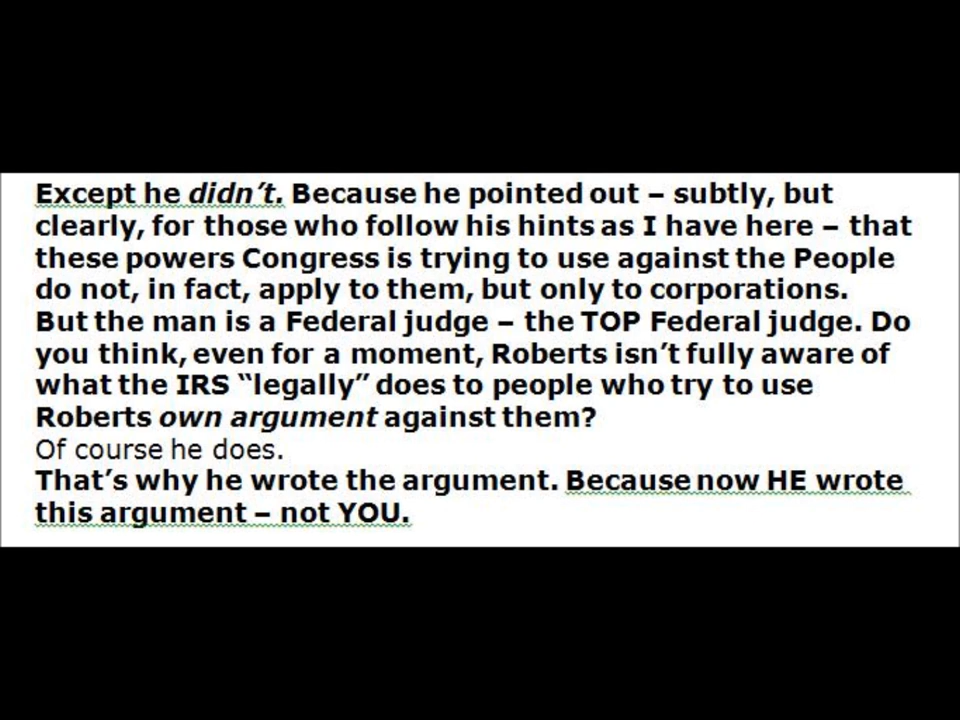 Except he didn’t. Because he pointed out – subtly, but
clearly, for those who follow his hints as I have here – that
these powers Congress is trying to use against the People
do not, in fact, apply to them, but only to corporations.
But the man is a Federal judge – the TOP Federal judge. Do
you think, even for a moment, Roberts isn’t fully aware of
what the IRS “legally” does to people who try to use
Roberts own argument against them?
Of course he does.
That’s why he wrote the argument. Because now HE wrote
this argument – not YOU.